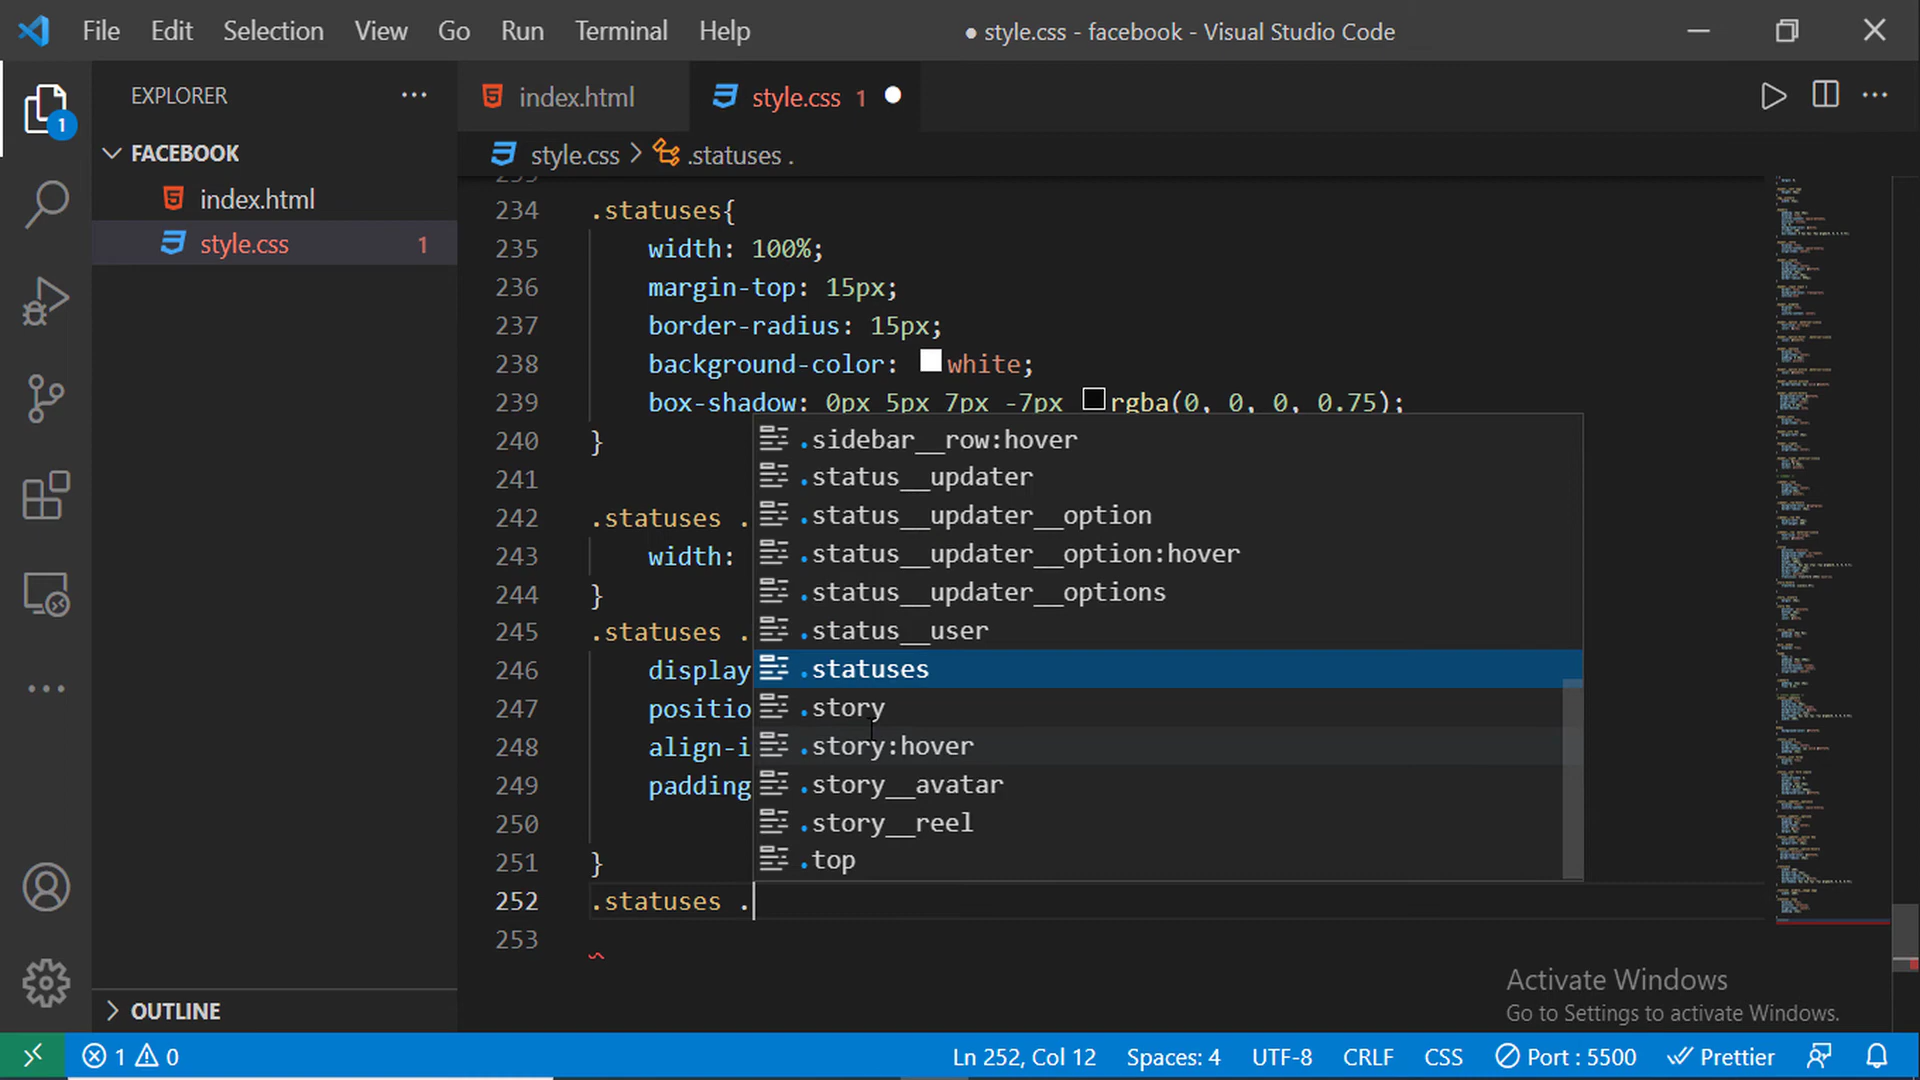 File Edit Selection View Go Run Terminal Help
● style.css - facebook - Visual Studio Code
EXPLORER
index.html
style.css 1
1
FACEBOOK
style.css > .statuses .
index.html
style.css 1
234 .statuses{
235 width: 100%;
236 margin-top: 15px;
237 border-radius: 15px;
238 background-color: white;
239 box-shadow: 0px 5px 7px -7px rgba(0, 0, 0, 0.75);
240 }
241
242 .statuses .
243 width:
244 }
245 .statuses .
246 display
247 positio
248 align-i
249 padding
250
251 }
252 .statuses .
253
.sidebar__row:hover
.status__updater
.status__updater__option
.status__updater__option:hover
.status__updater__options
.status__user
.statuses
.story
.story:hover
.story__avatar
.story__reel
.top
OUTLINE
Activate Windows
Go to Settings to activate Windows.
1 0 Ln 252, Col 12 Spaces: 4 UTF-8 CRLF CSS Port : 5500 Prettier